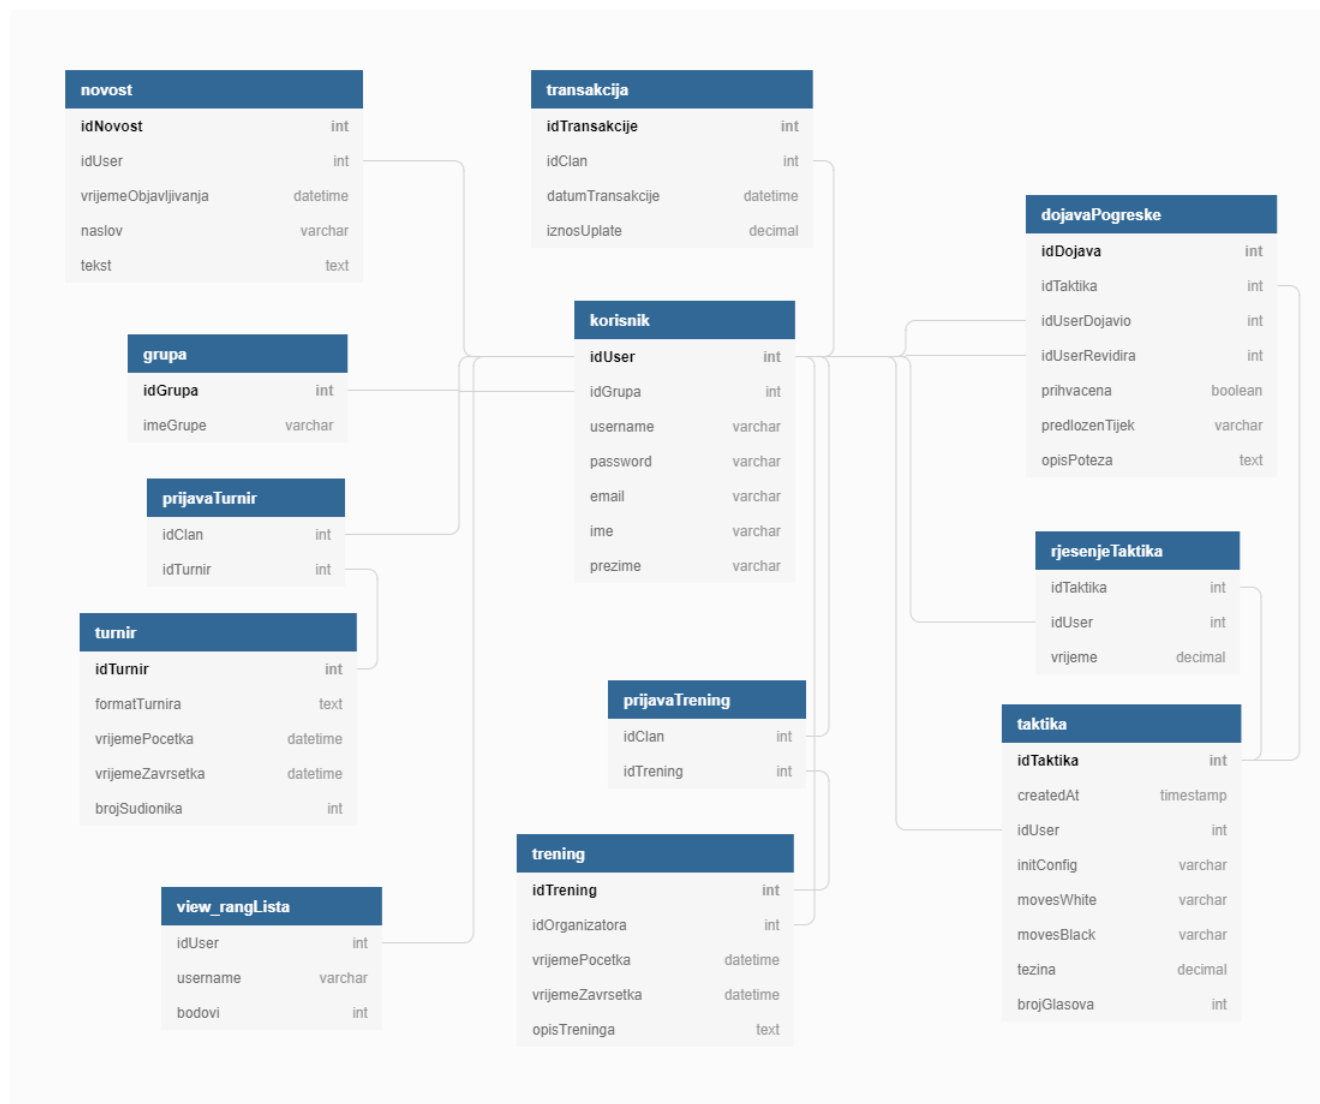 novost
idNovost int
idUser int
vrijemeObjavljivanja datetime
naslov varchar
tekst text
transakcija
idTransakcije int
idClan int
datumTransakcije datetime
iznosUplate decimal
dojavaPogreske
idDojava int
idTaktika int
idUserDojavio int
idUserRevidira int
prihvacena boolean
predlozenTijek varchar
opisPoteza text
korisnik
idUser int
idGrupa int
username varchar
password varchar
email varchar
ime varchar
prezime varchar
grupa
idGrupa int
imeGrupe varchar
prijavaTurnir
idClan int
idTurnir int
turnir
idTurnir int
formatTurnira text
vrijemePocetka datetime
vrijemeZavrsetka datetime
brojSudionika int
rjesenjeTaktika
idTaktika int
idUser int
vrijeme decimal
prijavaTrening
idClan int
idTrening int
taktika
idTaktika int
createdAt timestamp
idUser int
initConfig varchar
movesWhite varchar
movesBlack varchar
tezina decimal
brojGlasova int
trening
idTrening int
idOrganizatora int
vrijemePocetka datetime
vrijemeZavrsetka datetime
opisTreninga text
view_rangLista
idUser int
username varchar
bodovi int